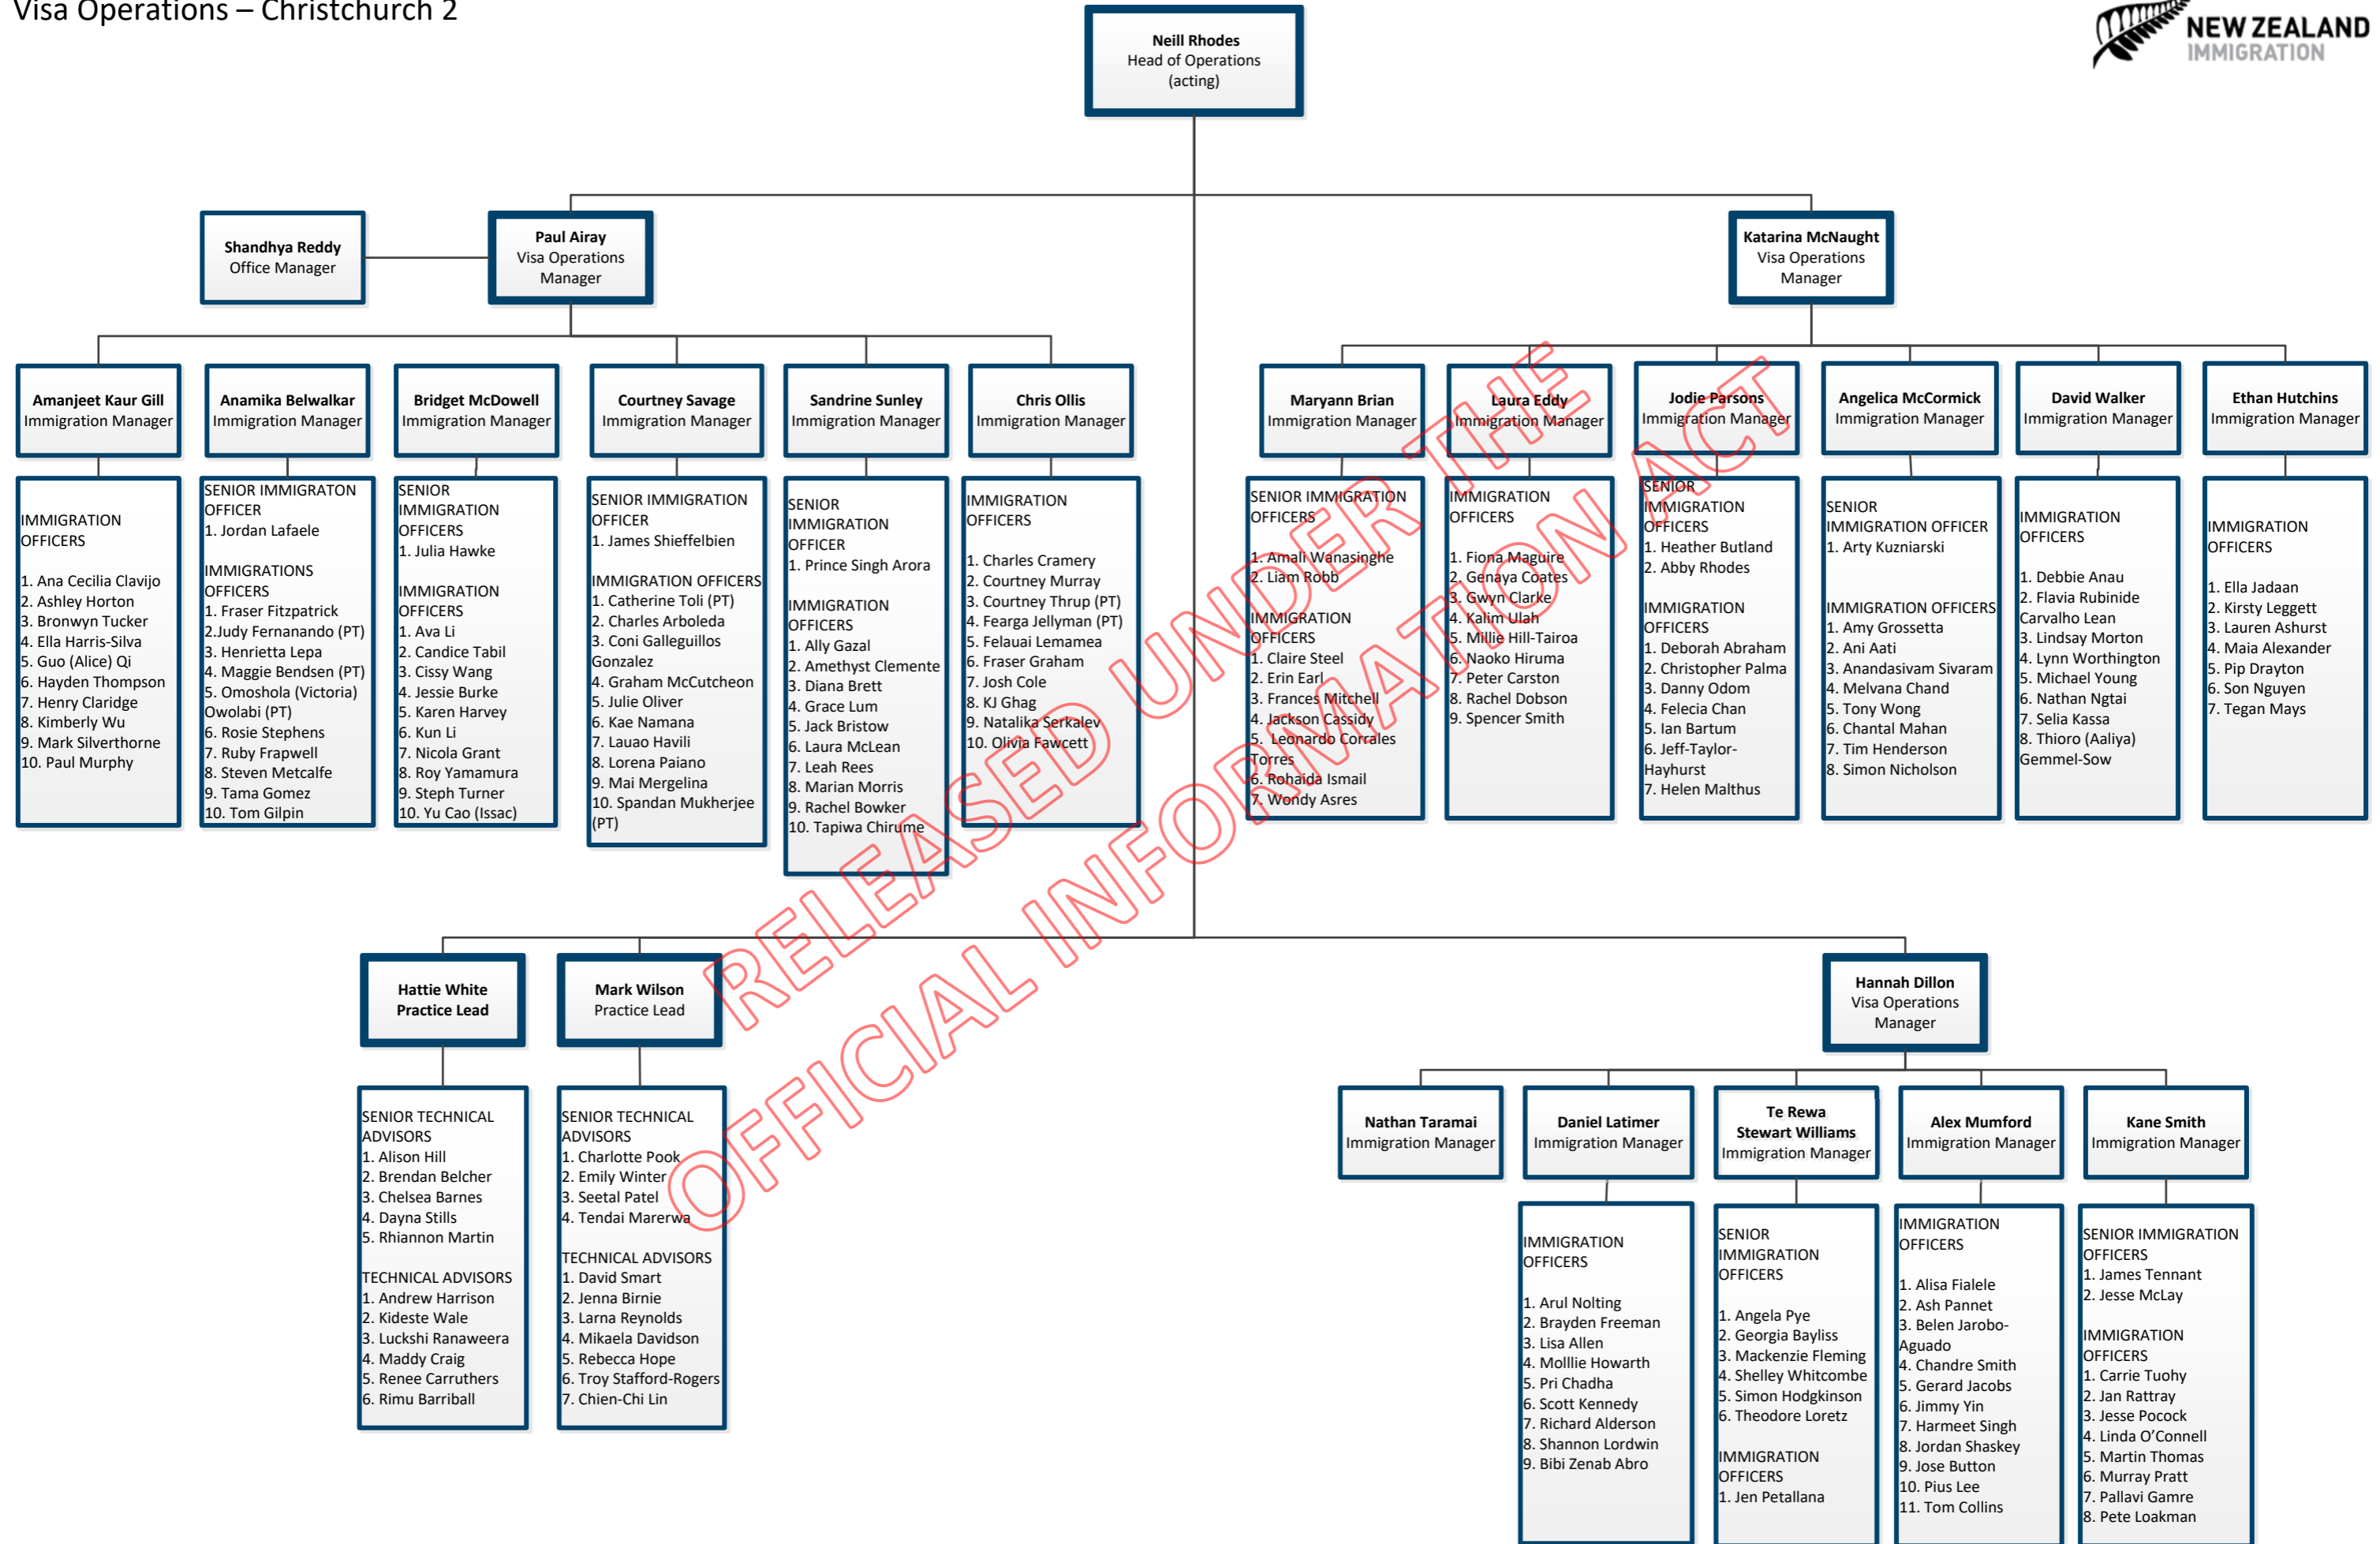 Visa Operations – Christchurch 2
NEW ZEALAND
IMMIGRATION
Neill Rhodes
Head of Operations
(acting)
Shandhya Reddy
Office Manager
Paul Airay
Visa Operations
Manager
Katarina McNaught
Visa Operations
Manager
Amanjeet Kaur Gill
Immigration Manager
Anamika Belwalkar
Immigration Manager
Bridget McDowell
Immigration Manager
Courtney Savage
Immigration Manager
Sandrine Sunley
Immigration Manager
Chris Ollis
Immigration Manager
Maryann Brian
Immigration Manager
Laura Eddy
Immigration Manager
Jodie Parsons
Immigration Manager
Angelica McCormick
Immigration Manager
David Walker
Immigration Manager
Ethan Hutchins
Immigration Manager
IMMIGRATION
OFFICERS
1. Ana Cecilia Clavijo
2. Ashley Horton
3. Bronwyn Tucker
4. Ella Harris-Silva
5. Guo (Alice) Qi
6. Hayden Thompson
7. Henry Claridge
8. Kimberly Wu
9. Mark Silverthorne
10. Paul Murphy
SENIOR IMMIGRATON
OFFICER
1. Jordan Lafaele
IMMIGRATIONS
OFFICERS
1. Fraser Fitzpatrick
2.Judy Fernanando (PT)
3. Henrietta Lepa
4. Maggie Bendsen (PT)
5. Omoshola (Victoria)
Owolabi (PT)
6. Rosie Stephens
7. Ruby Frapwell
8. Steven Metcalfe
9. Tama Gomez
10. Tom Gilpin
SENIOR
IMMIGRATION
OFFICERS
1. Julia Hawke
IMMIGRATION
OFFICERS
1. Ava Li
2. Candice Tabil
3. Cissy Wang
4. Jessie Burke
5. Karen Harvey
6. Kun Li
7. Nicola Grant
8. Roy Yamamura
9. Steph Turner
10. Yu Cao (Issac)
SENIOR IMMIGRATION
OFFICER
1. James Shieffelbien
IMMIGRATION OFFICERS
1. Catherine Toli (PT)
2. Charles Arboleda
3. Coni Galleguillos
Gonzalez
4. Graham McCutcheon
5. Julie Oliver
6. Kae Namana
7. Lauao Havili
8. Lorena Paiano
9. Mai Mergelina
10. Spandan Mukherjee
(PT)
SENIOR
IMMIGRATION
OFFICER
1. Prince Singh Arora
IMMIGRATION
OFFICERS
1. Ally Gazal
2. Amethyst Clemente
3. Diana Brett
4. Grace Lum
5. Jack Bristow
6. Laura McLean
7. Leah Rees
8. Marian Morris
9. Rachel Bowker
10. Tapiwa Chirume
IMMIGRATION
OFFICERS
1. Charles Cramery
2. Courtney Murray
3. Courtney Thrup (PT)
4. Fearga Jellyman (PT)
5. Felauai Lemamea
6. Fraser Graham
7. Josh Cole
8. KJ Ghag
9. Natalika Serkalev
10. Olivia Fawcett
SENIOR IMMIGRATION
OFFICERS
1. Amali Wanasinghe
2. Liam Robb
IMMIGRATION
OFFICERS
1. Claire Steel
2. Erin Earl
3. Frances Mitchell
4. Jackson Cassidy
5. Leonardo Corrales
Torres
6. Rohaida Ismail
7. Wondy Asres
IMMIGRATION
OFFICERS
1. Fiona Maguire
2. Genaya Coates
3. Gwyn Clarke
4. Kalim Ulah
5. Millie Hill-Tairoa
6. Naoko Hiruma
7. Peter Carston
8. Rachel Dobson
9. Spencer Smith
SENIOR
IMMIGRATION
OFFICERS
1. Heather Butland
2. Abby Rhodes
IMMIGRATION
OFFICERS
1. Deborah Abraham
2. Christopher Palma
3. Danny Odom
4. Felecia Chan
5. Ian Bartum
6. Jeff-Taylor-
Hayhurst
7. Helen Malthus
SENIOR
IMMIGRATION OFFICER
1. Arty Kuzniarski
IMMIGRATION OFFICERS
1. Amy Grossetta
2. Ani Aati
3. Anandasivam Sivaram
4. Melvana Chand
5. Tony Wong
6. Chantal Mahan
7. Tim Henderson
8. Simon Nicholson
IMMIGRATION
OFFICERS
1. Debbie Anau
2. Flavia Rubinide
Carvalho Lean
3. Lindsay Morton
4. Lynn Worthington
5. Michael Young
6. Nathan Ngtai
7. Selia Kassa
8. Thioro (Aaliya)
Gemmel-Sow
IMMIGRATION
OFFICERS
1. Ella Jadaan
2. Kirsty Leggett
3. Lauren Ashurst
4. Maia Alexander
5. Pip Drayton
6. Son Nguyen
7. Tegan Mays
RELEASED UNDER THE
OFFICIAL INFORMATION ACT
Hattie White
Practice Lead
Mark Wilson
Practice Lead
Hannah Dillon
Visa Operations
Manager
SENIOR TECHNICAL
ADVISORS
1. Alison Hill
2. Brendan Belcher
3. Chelsea Barnes
4. Dayna Stills
5. Rhiannon Martin
TECHNICAL ADVISORS
1. Andrew Harrison
2. Kideste Wale
3. Luckshi Ranaweera
4. Maddy Craig
5. Renee Carruthers
6. Rimu Barriball
SENIOR TECHNICAL
ADVISORS
1. Charlotte Pook
2. Emily Winter
3. Seetal Patel
4. Tendai Marerwa
TECHNICAL ADVISORS
1. David Smart
2. Jenna Birnie
3. Larna Reynolds
4. Mikaela Davidson
5. Rebecca Hope
6. Troy Stafford-Rogers
7. Chien-Chi Lin
Nathan Taramai
Immigration Manager
Daniel Latimer
Immigration Manager
Te Rewa
Stewart Williams
Immigration Manager
Alex Mumford
Immigration Manager
Kane Smith
Immigration Manager
IMMIGRATION
OFFICERS
1. Arul Nolting
2. Brayden Freeman
3. Lisa Allen
4. Molllie Howarth
5. Pri Chadha
6. Scott Kennedy
7. Richard Alderson
8. Shannon Lordwin
9. Bibi Zenab Abro
SENIOR
IMMIGRATION
OFFICERS
1. Angela Pye
2. Georgia Bayliss
3. Mackenzie Fleming
4. Shelley Whitcombe
5. Simon Hodgkinson
6. Theodore Loretz
IMMIGRATION
OFFICERS
1. Jen Petallana
IMMIGRATION
OFFICERS
1. Alisa Fialele
2. Ash Pannet
3. Belen Jarobo-
Aguado
4. Chandre Smith
5. Gerard Jacobs
6. Jimmy Yin
7. Harmeet Singh
8. Jordan Shaskey
9. Jose Button
10. Pius Lee
11. Tom Collins
SENIOR IMMIGRATION
OFFICERS
1. James Tennant
2. Jesse McLay
IMMIGRATION
OFFICERS
1. Carrie Tuohy
2. Jan Rattray
3. Jesse Pocock
4. Linda O’Connell
5. Martin Thomas
6. Murray Pratt
7. Pallavi Gamre
8. Pete Loakman